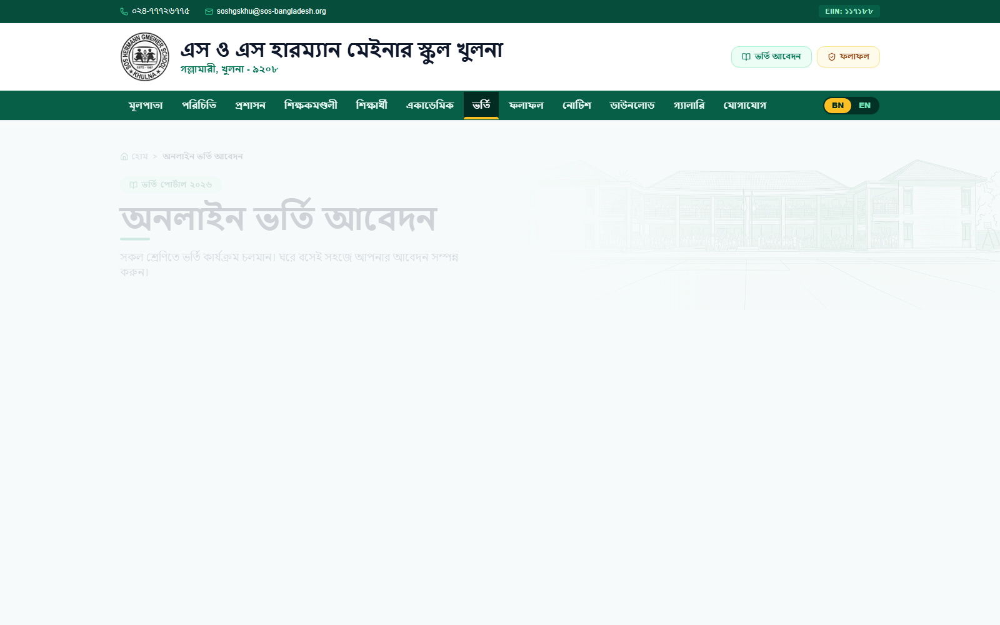 ০২৪-৭৭৭২৬৭৭৫
soshgskhu@sos-bangladesh.org
EIIN: ১১৭১৮৮
SOS HERMANN GMEINER SCHOOL
ESTD - 1987
KHULNA
এস ও এস হারম্যান মেইনার স্কুল খুলনা
গল্লামারী, খুলনা - ৯২০৮
ভর্তি আবেদন
ফলাফল
মূলপাতা পরিচিতি প্রশাসন শিক্ষকমণ্ডলী শিক্ষার্থী একাডেমিক ভর্তি ফলাফল নোটিশ ডাউনলোড গ্যালারি যোগাযোগ
BN EN
হোম > অনলাইন ভর্তি আবেদন
ভর্তি পোর্টাল ২০২৬
অনলাইন ভর্তি আবেদন
সকল শ্রেণিতে ভর্তি কার্যক্রম চলমান। ঘরে বসেই সহজে আপনার আবেদন সম্পন্ন
করুন।